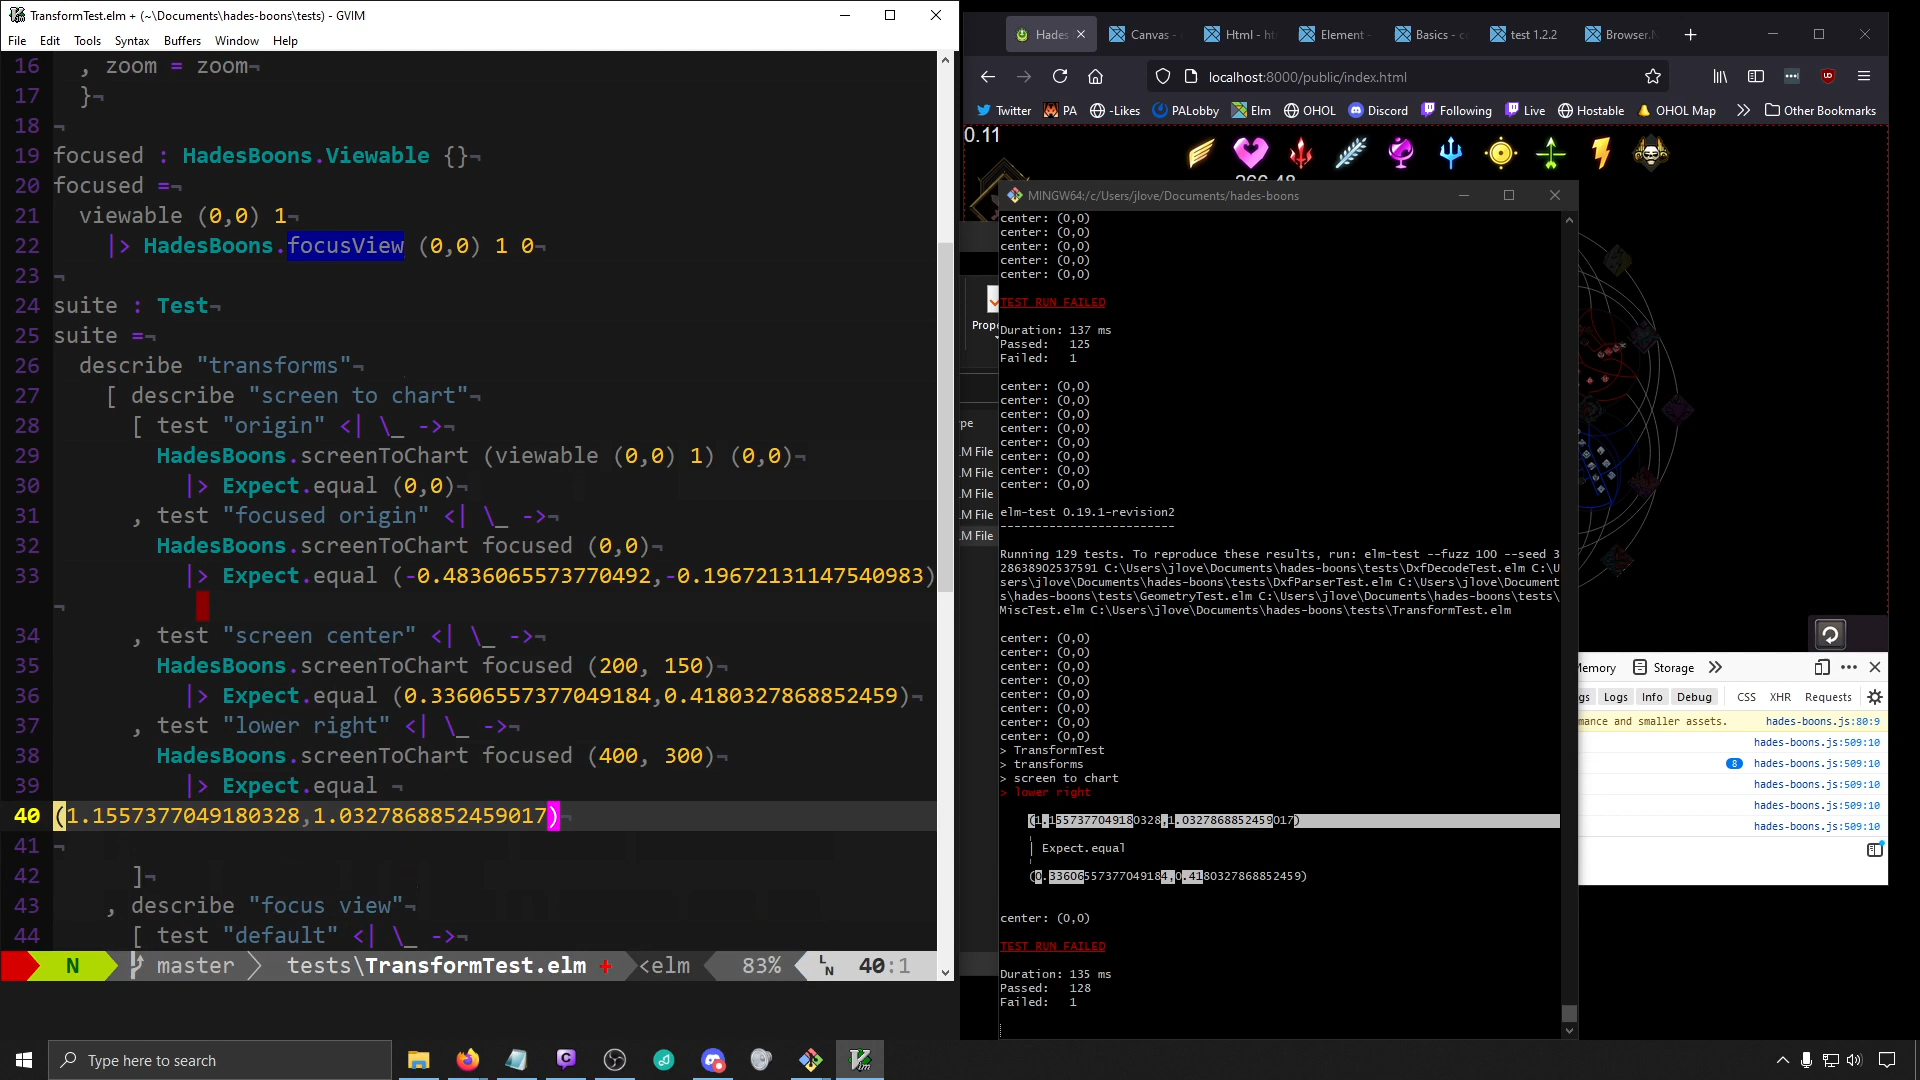 TransformTest.elm + (~\Documents\hades-boons\tests) - GVIM
File Edit Tools Syntax Buffers Window Help
16 , zoom = zoom¬
17 }¬
18 ¬
19 focused : HadesBoons.Viewable {}¬
20 focused =¬
21 viewable (0,0) 1¬
22 |> HadesBoons.focusView (0,0) 1 0¬
23 ¬
24 suite : Test¬
25 suite =¬
26 describe "transforms"¬
27 [ describe "screen to chart"¬
28 [ test "origin" <| \_ ->¬
29 HadesBoons.screenToChart (viewable (0,0) 1) (0,0)¬
30 |> Expect.equal (0,0)¬
31 , test "focused origin" <| \_ ->¬
32 HadesBoons.screenToChart focused (0,0)¬
33 |> Expect.equal (-0.4836065573770492,-0.19672131147540983)
¬
34 , test "screen center" <| \_ ->¬
35 HadesBoons.screenToChart focused (200, 150)¬
36 |> Expect.equal (0.33606557377049184,0.4180327868852459)¬
37 , test "lower right" <| \_ ->¬
38 HadesBoons.screenToChart focused (400, 300)¬
39 |> Expect.equal ¬
40 (1.1557377049180328,1.0327868852459017)¬
41 ¬
42 ]¬
43 , describe "focus view"¬
44 [ test "default" <| \_ ->¬
N master tests\TransformTest.elm + <elm 83% LN 40:1
Hades Canvas - Html - ht Element - Basics - c test 1.2.2 Browser.N
localhost:8000/public/index.html
Twitter PA -Likes PALobby Elm OHOL Discord Following Live Hostable OHOL Map Other Bookmarks
0.11
MINGW64:/c/Users/jlove/Documents/hades-boons
center: (0,0)
center: (0,0)
center: (0,0)
center: (0,0)
center: (0,0)
TEST RUN FAILED
Duration: 137 ms
Passed: 125
Failed: 1
center: (0,0)
center: (0,0)
center: (0,0)
center: (0,0)
center: (0,0)
center: (0,0)
center: (0,0)
center: (0,0)
elm-test 0.19.1-revision2
-------------------------
Running 129 tests. To reproduce these results, run: elm-test --fuzz 100 --seed 3
28638902537591 C:\Users\jlove\Documents\hades-boons\tests\DxfDecodeTest.elm C:\U
sers\jlove\Documents\hades-boons\tests\DxfParserTest.elm C:\Users\jlove\Document
s\hades-boons\tests\GeometryTest.elm C:\Users\jlove\Documents\hades-boons\tests\
MiscTest.elm C:\Users\jlove\Documents\hades-boons\tests\TransformTest.elm
center: (0,0)
center: (0,0)
center: (0,0)
center: (0,0)
center: (0,0)
center: (0,0)
center: (0,0)
center: (0,0)
> TransformTest
> transforms
> screen to chart
> lower right
(1.1557377049180328,1.0327868852459017)
| Expect.equal
(0.33606557377049184,0.4180327868852459)
center: (0,0)
TEST RUN FAILED
Duration: 135 ms
Passed: 128
Failed: 1
Prope
pe
M File
M File
M File
M File
M File
Memory Storage
gs Logs Info Debug CSS XHR Requests
mance and smaller assets. hades-boons.js:80:9
hades-boons.js:509:10
8 hades-boons.js:509:10
hades-boons.js:509:10
hades-boons.js:509:10
hades-boons.js:509:10
Type here to search